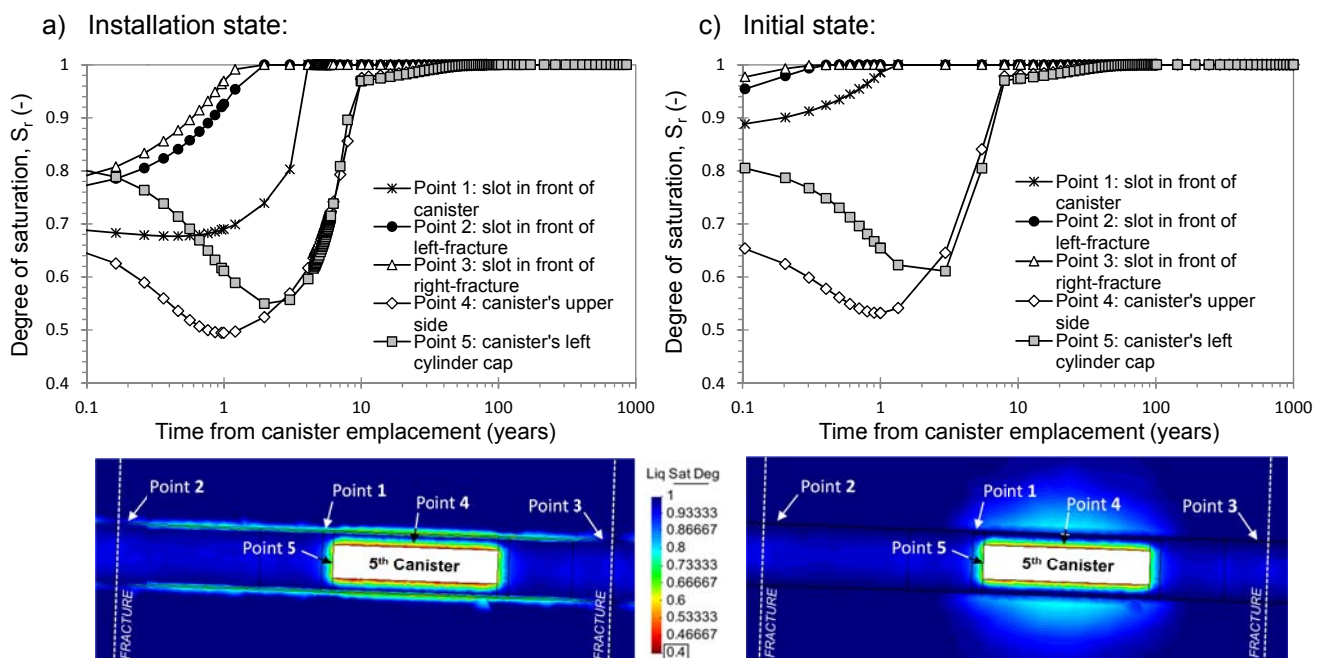 a) Installation state:
Degree of saturation, Sr (-)
1
0.9
0.8
0.7
0.6
0.5
0.4
Point 1: slot in front of
canister
Point 2: slot in front of
left-fracture
Point 3: slot in front of
right-fracture
Point 4: canister's upper
side
Point 5: canister's left
cylinder cap
0.1 1 10 100 1000
Time from canister emplacement (years)
c) Initial state:
Degree of saturation, Sr (-)
1
0.9
0.8
0.7
0.6
0.5
0.4
Point 1: slot in front of
canister
Point 2: slot in front of
left-fracture
Point 3: slot in front of
right-fracture
Point 4: canister's upper
side
Point 5: canister's left
cylinder cap
0.1 1 10 100 1000
Time from canister emplacement (years)
Point 2
Point 1
Point 4
Point 3
Point 5
5th Canister
FRACTURE
FRACTURE
Liq Sat Deg
1
0.93333
0.86667
0.8
0.73333
0.66667
0.6
0.53333
0.46667
0.4
Point 2
Point 1
Point 4
Point 3
Point 5
5th Canister
FRACTURE
FRACTURE